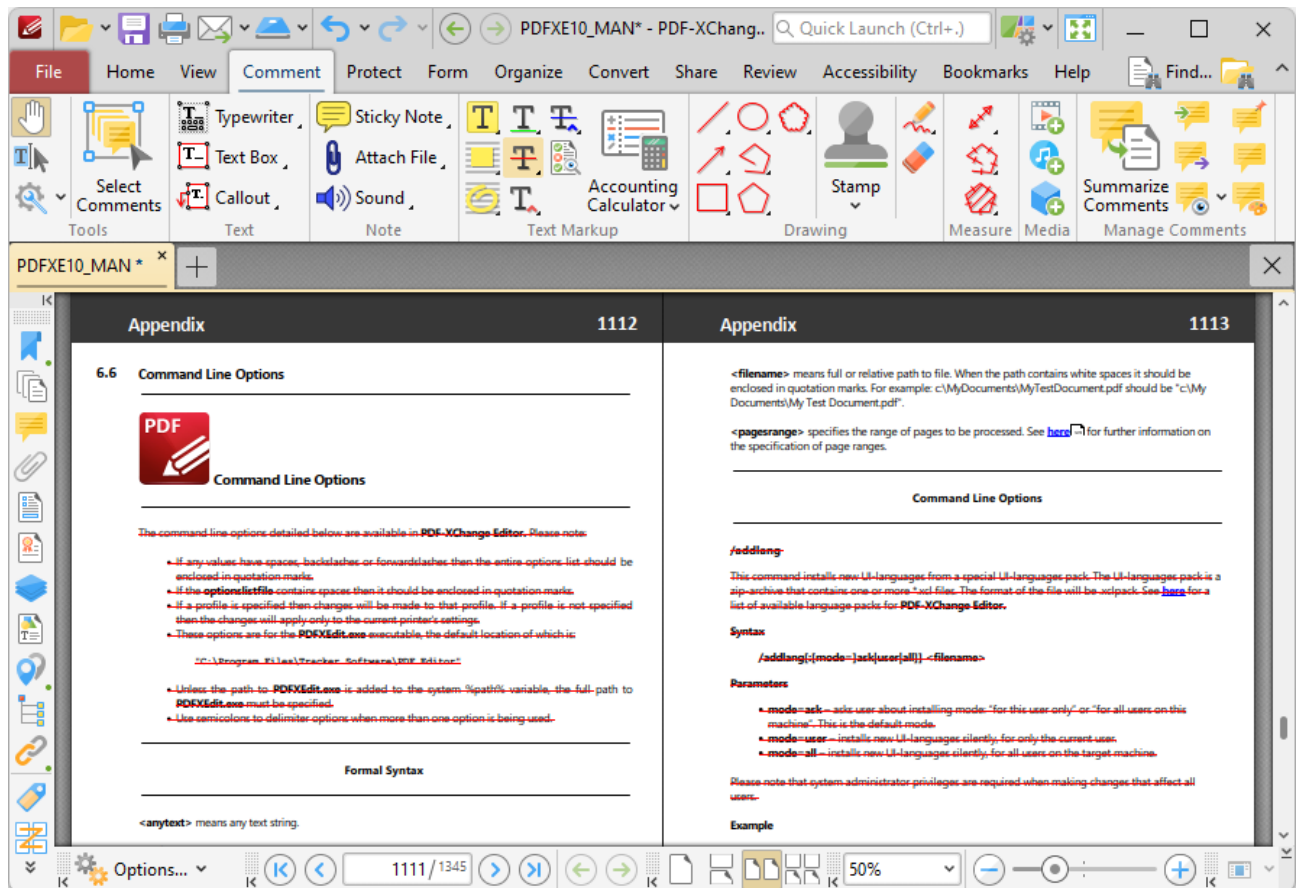 PDFXE10_MAN* - PDF-XChang..
Quick Launch (Ctrl+.)
File Home View Comment Protect Form Organize Convert Share Review Accessibility Bookmarks Help Find...
Typewriter
Sticky Note
Text Box
Attach File
Callout
Sound
Select
Comments
Accounting
Calculator
Stamp
Summarize
Comments
Tools Text Note Text Markup Drawing Measure Media Manage Comments
PDFXE10_MAN *
Appendix 1112
6.6 Command Line Options
PDF
Command Line Options
The command line options detailed below are available in PDF-XChange Editor. Please note:
• If any values have spaces, backslashes or forwardslashes then the entire options list should be
enclosed in quotation marks.
• If the optionslistfile contains spaces then it should be enclosed in quotation marks.
• If a profile is specified then changes will be made to that profile. If a profile is not specified
then the changes will apply only to the current printer's settings.
• These options are for the PDFXEdit.exe executable, the default location of which is:
"C:\Program Files\Tracker Software\PDF Editor"
• Unless the path to PDFXEdit.exe is added to the system %path% variable, the full path to
PDFXEdit.exe must be specified.
• Use semicolons to delimiter options when more than one option is being used.
Formal Syntax
<anytext> means any text string.
Appendix 1113
<filename> means full or relative path to file. When the path contains white spaces it should be
enclosed in quotation marks. For example: c:\MyDocuments\MyTestDocument.pdf should be "c:\My
Documents\My Test Document.pdf".
<pagesrange> specifies the range of pages to be processed. See here for further information on
the specification of page ranges.
Command Line Options
/addlang
This command installs new UI-languages from a special UI-languages pack. The UI-languages pack is a
zip-archive that contains one or more *.xcl files. The format of the file will be .xclpack. See here for a
list of available language packs for PDF-XChange Editor.
Syntax
/addlang[:[mode=]ask|user|all}] <filename>
Parameters
• mode=ask – asks user about installing mode: "for this user only" or "for all users on this
machine". This is the default mode.
• mode=user – installs new UI-languages silently, for only the current user.
• mode=all – installs new UI-languages silently, for all users on the target machine.
Please note that system administrator privileges are required when making changes that affect all
users.
Example
Options...
1111 / 1345
50%